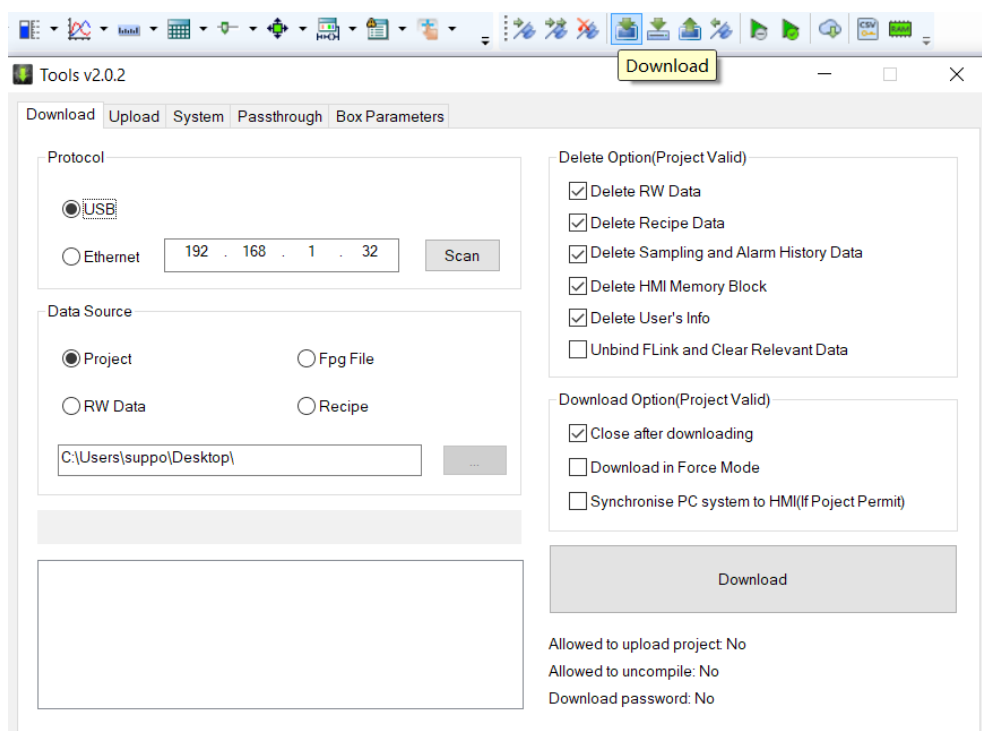 CSV
RAM
Download
Tools v2.0.2
Download Upload System Passthrough Box Parameters
Protocol
USB
Ethernet 192 . 168 . 1 . 32 Scan
Data Source
Project Fpg File
RW Data Recipe
C:\Users\suppo\Desktop\ ...
Delete Option(Project Valid)
Delete RW Data
Delete Recipe Data
Delete Sampling and Alarm History Data
Delete HMI Memory Block
Delete User's Info
Unbind FLink and Clear Relevant Data
Download Option(Project Valid)
Close after downloading
Download in Force Mode
Synchronise PC system to HMI(If Poject Permit)
Download
Allowed to upload project: No
Allowed to uncompile: No
Download password: No